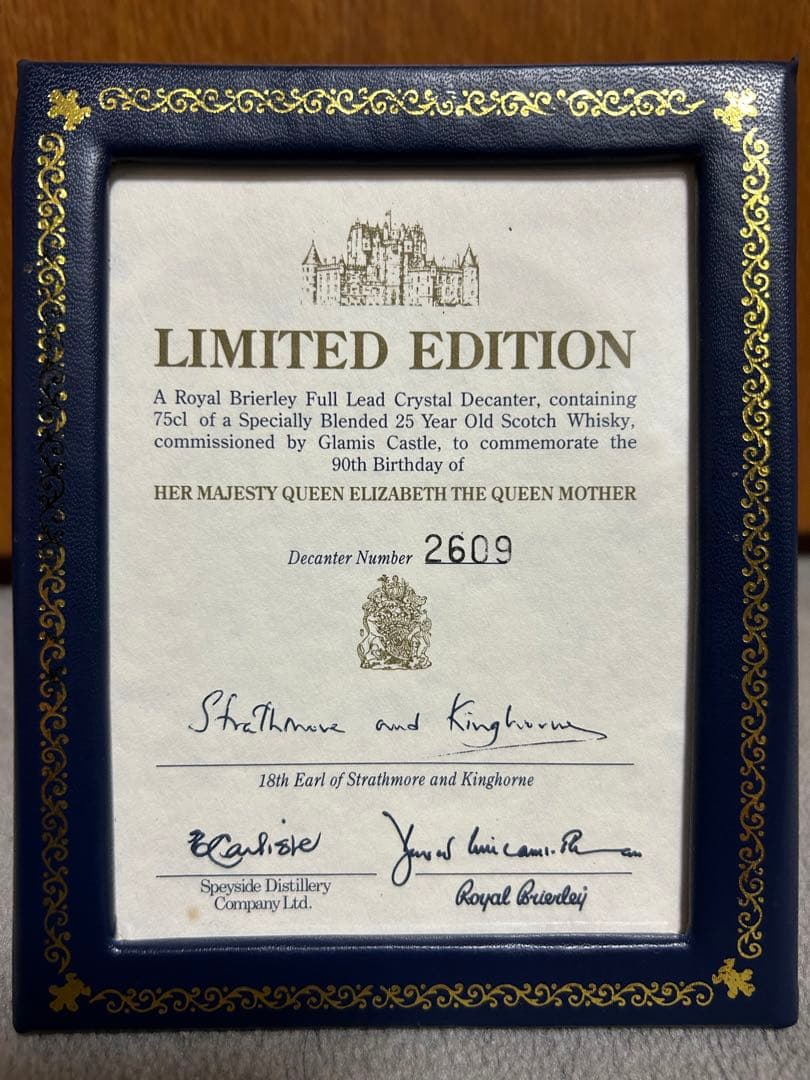 LIMITED EDITION
A Royal Brierley Full Lead Crystal Decanter, containing
75cl of a Specially Blended 25 Year Old Scotch Whisky,
commissioned by Glamis Castle, to commemorate the
90th Birthday of
HER MAJESTY QUEEN ELIZABETH THE QUEEN MOTHER
Decanter Number 2609
Strathmore and Kinghorne
18th Earl of Strathmore and Kinghorne
Carlisle
Speyside Distillery
Company Ltd.
Royal Brierley